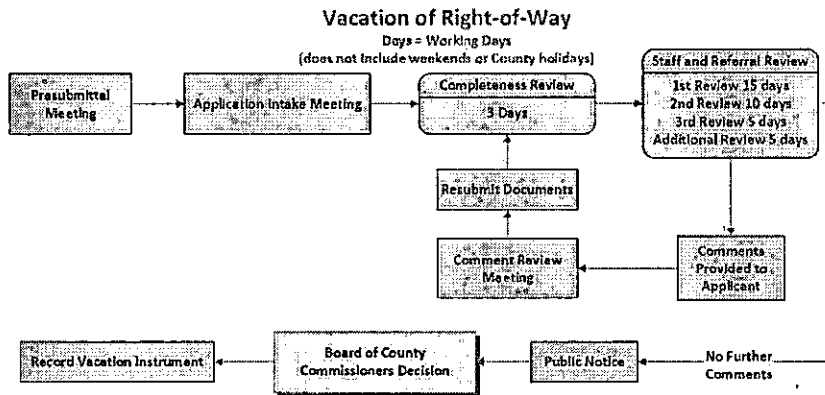 Vacation of Right-of-Way
Days = Working Days
(does not include weekends or County holidays)
Presubmittal
Meeting
Application Intake Meeting
Completeness Review
3 Days
Staff and Referral Review
1st Review 15 days
2nd Review 10 days
3rd Review 5 days
Additional Review 5 days
Resubmit Documents
Comment Review
Meeting
Comments
Provided to
Applicant
Record Vacation Instrument
Board of County
Commissioners Decision
Public Notice
No Further
Comments